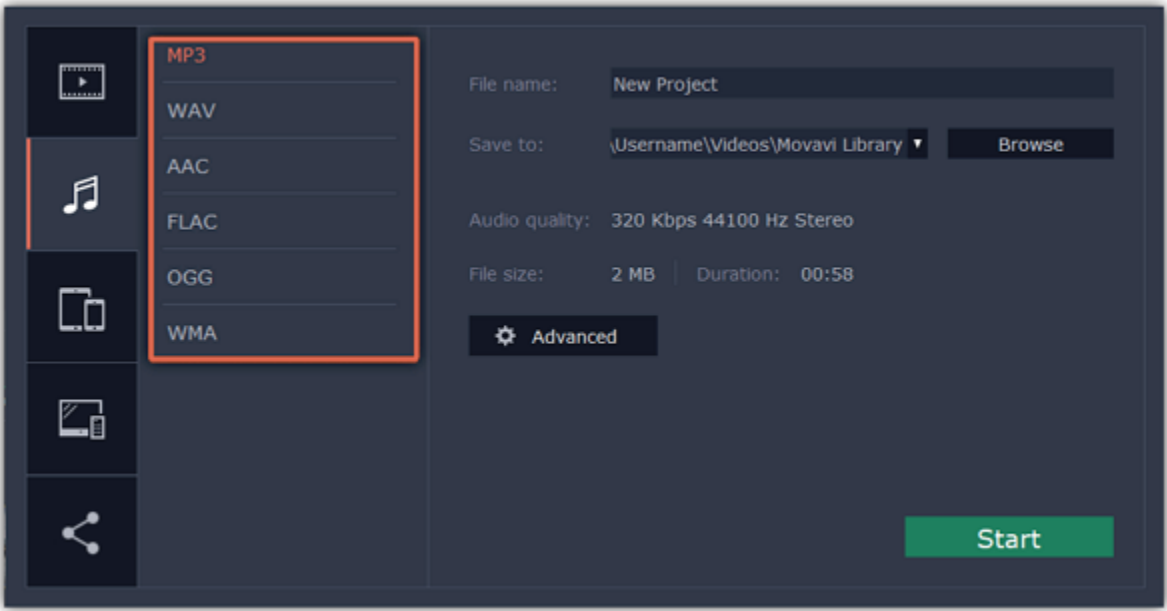 MP3
WAV
AAC
FLAC
OGG
WMA
File name: New Project
Save to: \Username\Videos\Movavi Library Browse
Audio quality: 320 Kbps 44100 Hz Stereo
File size: 2 MB Duration: 00:58
Advanced
Start